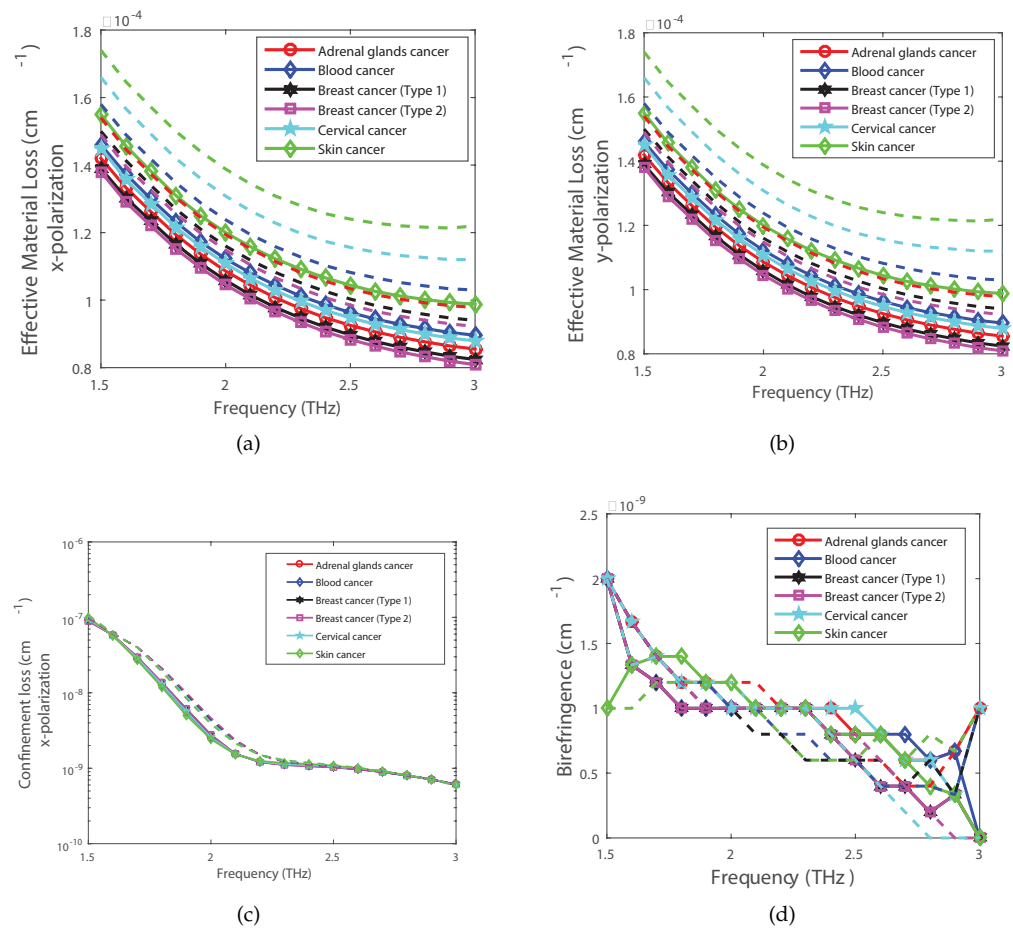 □10⁻⁴
1.8
1.6
1.4
1.2
1
0.8
Effective Material Loss (cm⁻¹)
x-polarization
Adrenal glands cancer
Blood cancer
Breast cancer (Type 1)
Breast cancer (Type 2)
Cervical cancer
Skin cancer
1.5 2 2.5 3
Frequency (THz)
(a)
□10⁻⁴
1.8
1.6
1.4
1.2
1
0.8
Effective Material Loss (cm⁻¹)
y-polarization
Adrenal glands cancer
Blood cancer
Breast cancer (Type 1)
Breast cancer (Type 2)
Cervical cancer
Skin cancer
1.5 2 2.5 3
Frequency (THz)
(b)
10⁻⁶
10⁻⁷
10⁻⁸
10⁻⁹
10⁻¹⁰
Confinement loss (cm⁻¹)
x-polarization
Adrenal glands cancer
Blood cancer
Breast cancer (Type 1)
Breast cancer (Type 2)
Cervical cancer
Skin cancer
1.5 2 2.5 3
Frequency (THz)
(c)
□10⁻⁹
2.5
2
1.5
1
0.5
0
Birefringence (cm⁻¹)
Adrenal glands cancer
Blood cancer
Breast cancer (Type 1)
Breast cancer (Type 2)
Cervical cancer
Skin cancer
1.5 2 2.5 3
Frequency (THz )
(d)